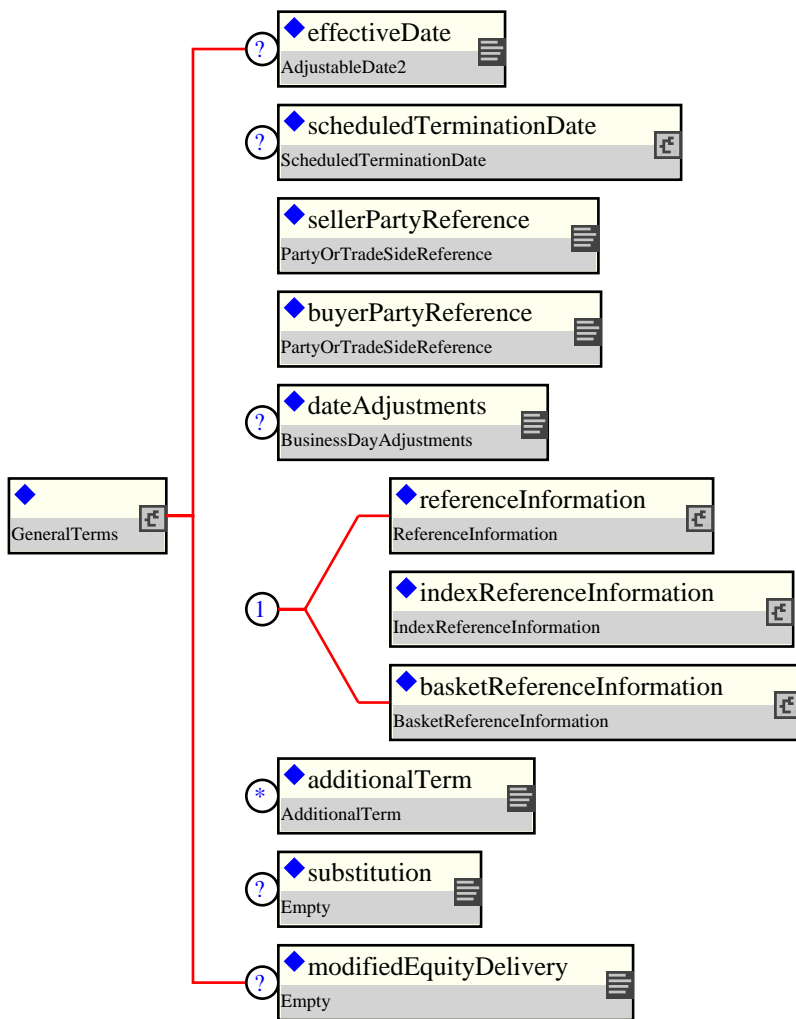 ?
effectiveDate
AdjustableDate2
?
scheduledTerminationDate
ScheduledTerminationDate
sellerPartyReference
PartyOrTradeSideReference
buyerPartyReference
PartyOrTradeSideReference
?
dateAdjustments
BusinessDayAdjustments
GeneralTerms
1
referenceInformation
ReferenceInformation
indexReferenceInformation
IndexReferenceInformation
basketReferenceInformation
BasketReferenceInformation
*
additionalTerm
AdditionalTerm
?
substitution
Empty
?
modifiedEquityDelivery
Empty